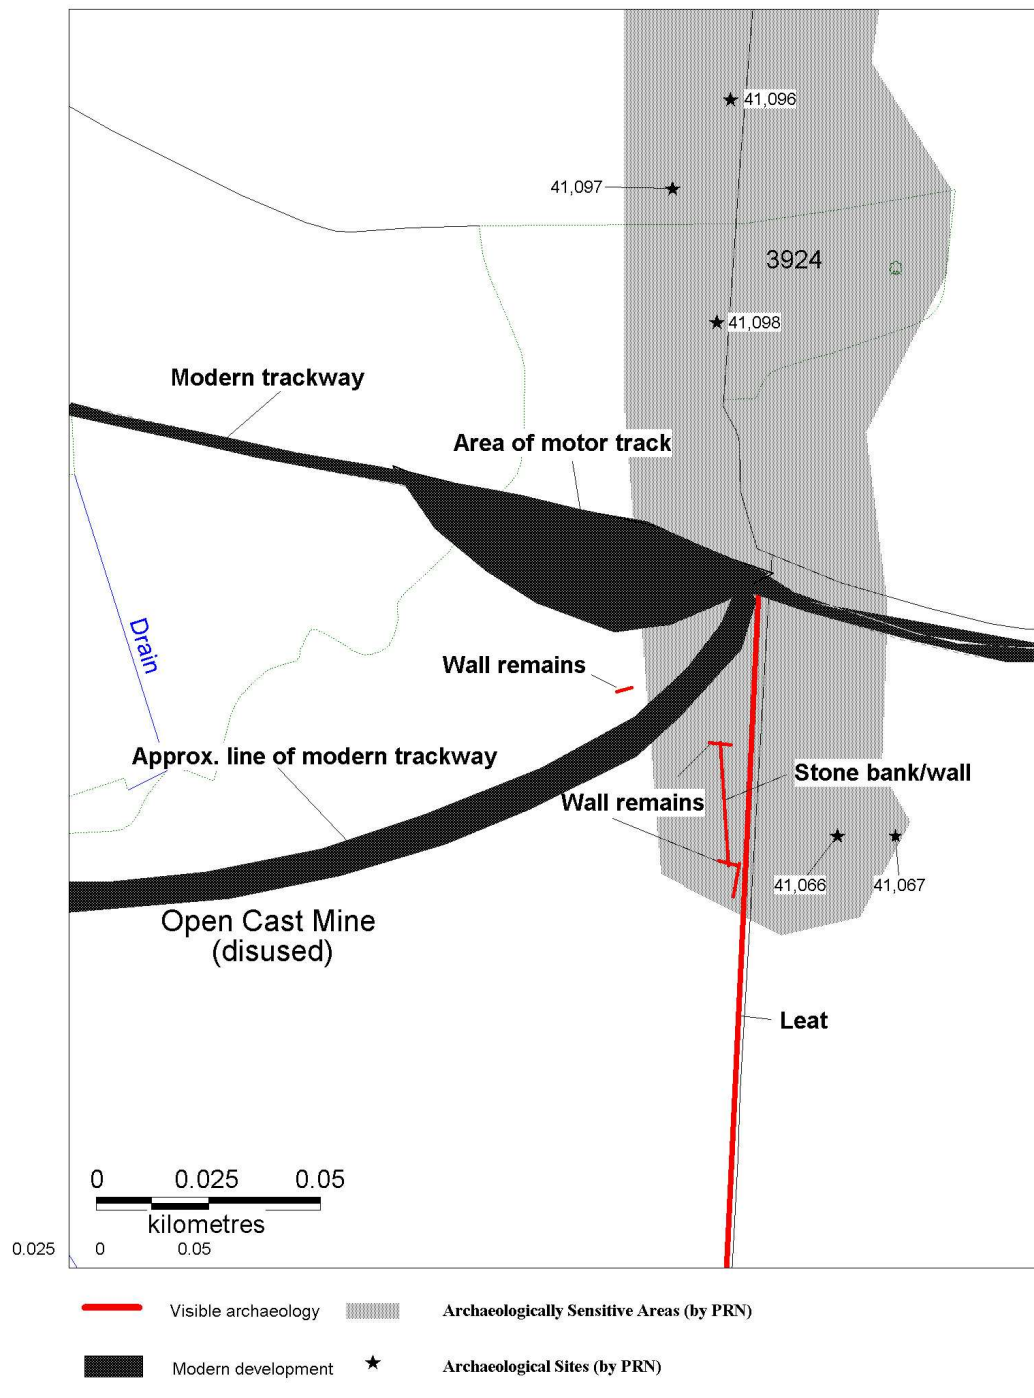 41,096
41,097
3924
41,098
Modern trackway
Area of motor track
Drain
Wall remains
Approx. line of modern trackway
Stone bank/wall
Wall remains
41,066
41,067
Open Cast Mine
(disused)
Leat
0 0.025 0.05
kilometres
0.025 0 0.05
Visible archaeology
Archaeologically Sensitive Areas (by PRN)
Modern development
Archaeological Sites (by PRN)